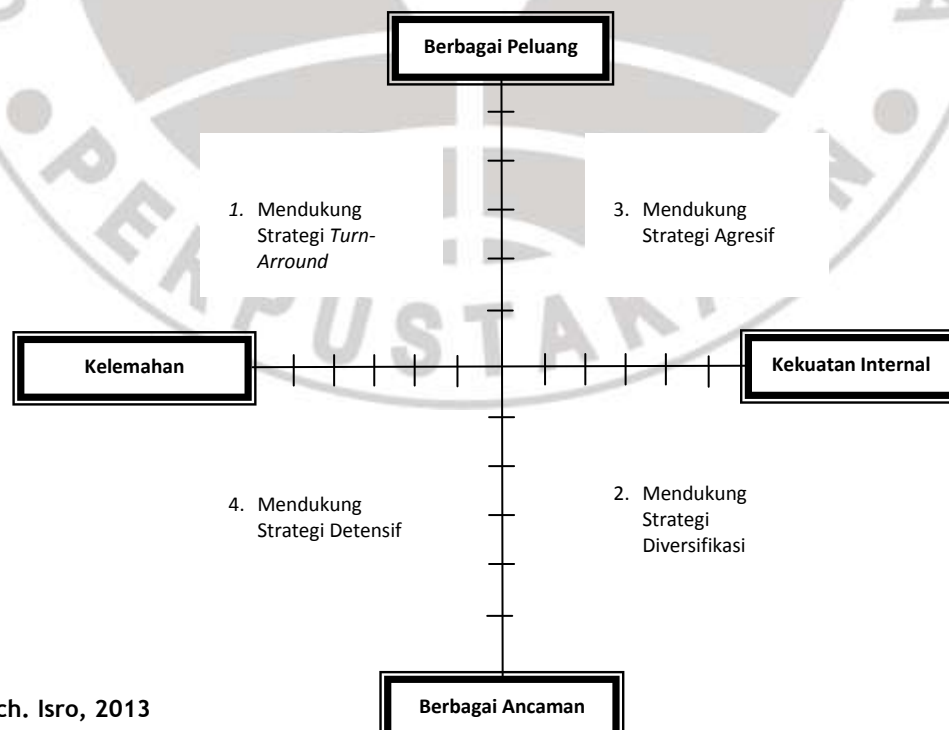 Berbagai Peluang
1. Mendukung
Strategi Turn-
Arround
3. Mendukung
Strategi Agresif
PERPUSTAK
Kelemahan
Kekuatan Internal
4. Mendukung
Strategi Detensif
2. Mendukung
Strategi
Diversifikasi
Berbagai Ancaman
ch. Isro, 2013